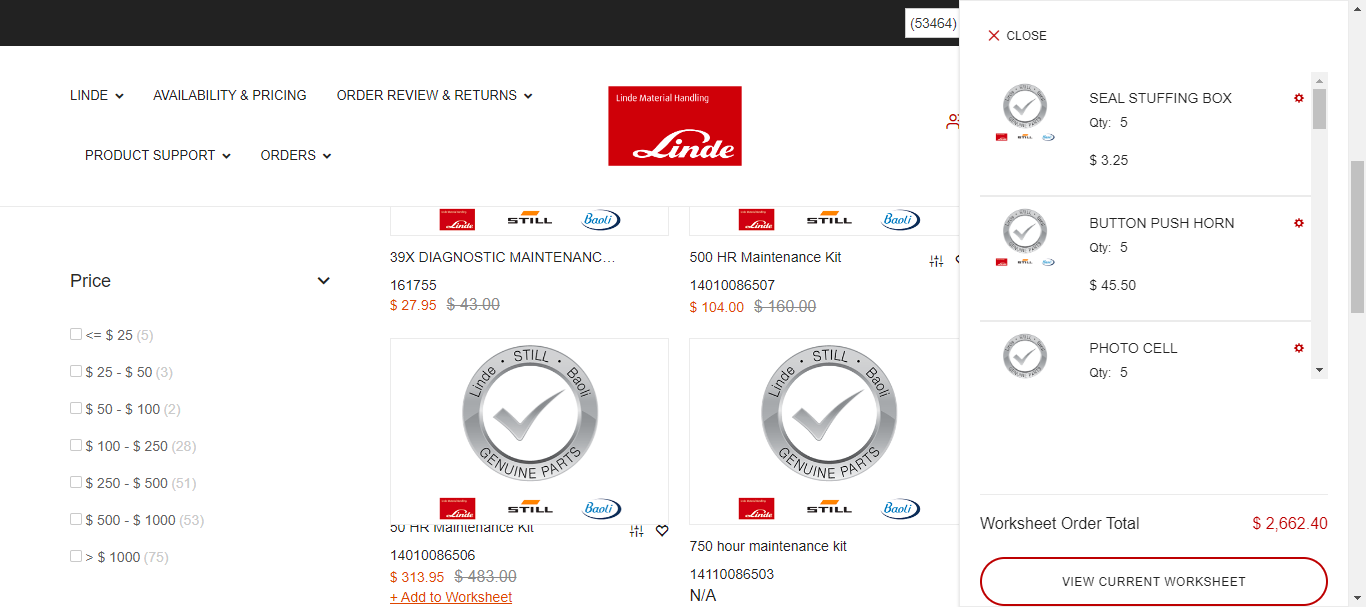 (53464)
LINDE
AVAILABILITY & PRICING
ORDER REVIEW & RETURNS
PRODUCT SUPPORT
ORDERS
Linde Material Handling
Linde
Price
<= $ 25 (5)
$ 25 - $ 50 (3)
$ 50 - $ 100 (2)
$ 100 - $ 250 (28)
$ 250 - $ 500 (51)
$ 500 - $ 1000 (53)
> $ 1000 (75)
Linde STILL Baoli
39X DIAGNOSTIC MAINTENANC...
161755
$ 27.95 $ 43.00
Linde STILL Baoli
500 HR Maintenance Kit
14010086507
$ 104.00 $ 160.00
Linde • STILL • Baoli
GENUINE PARTS
Linde STILL Baoli
50 HR Maintenance Kit
14010086506
$ 313.95 $ 483.00
+ Add to Worksheet
Linde • STILL • Baoli
GENUINE PARTS
Linde STILL Baoli
750 hour maintenance kit
14110086503
N/A
CLOSE
SEAL STUFFING BOX
Qty: 5
$ 3.25
BUTTON PUSH HORN
Qty: 5
$ 45.50
PHOTO CELL
Qty: 5
Worksheet Order Total
$ 2,662.40
VIEW CURRENT WORKSHEET